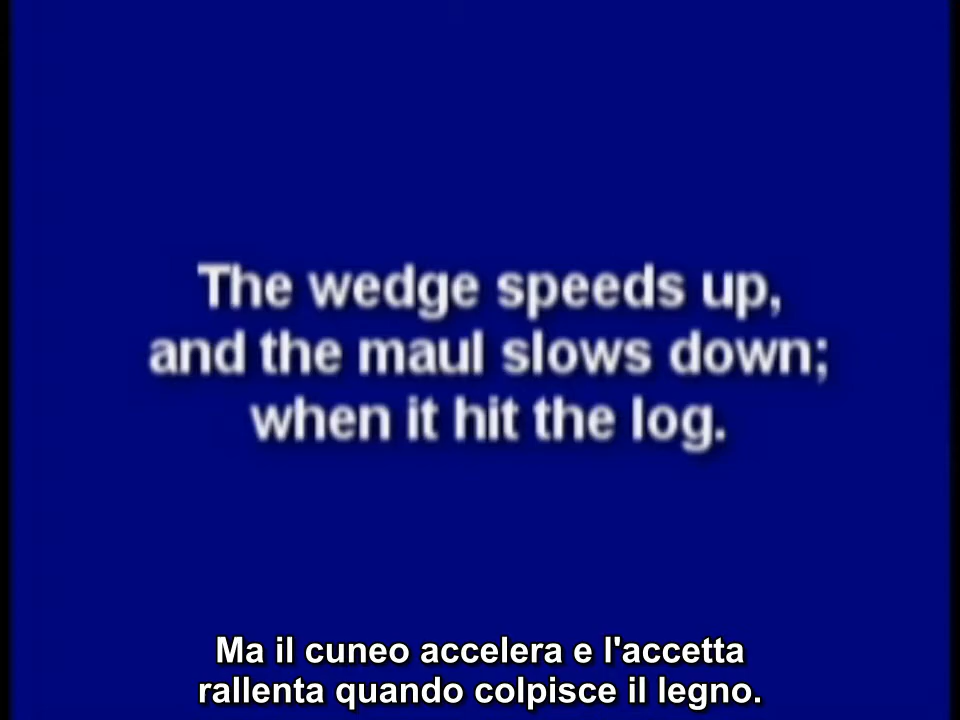 The wedge speeds up,
and the maul slows down;
when it hit the log.
Ma il cuneo accelera e l'accetta
rallenta quando colpisce il legno.